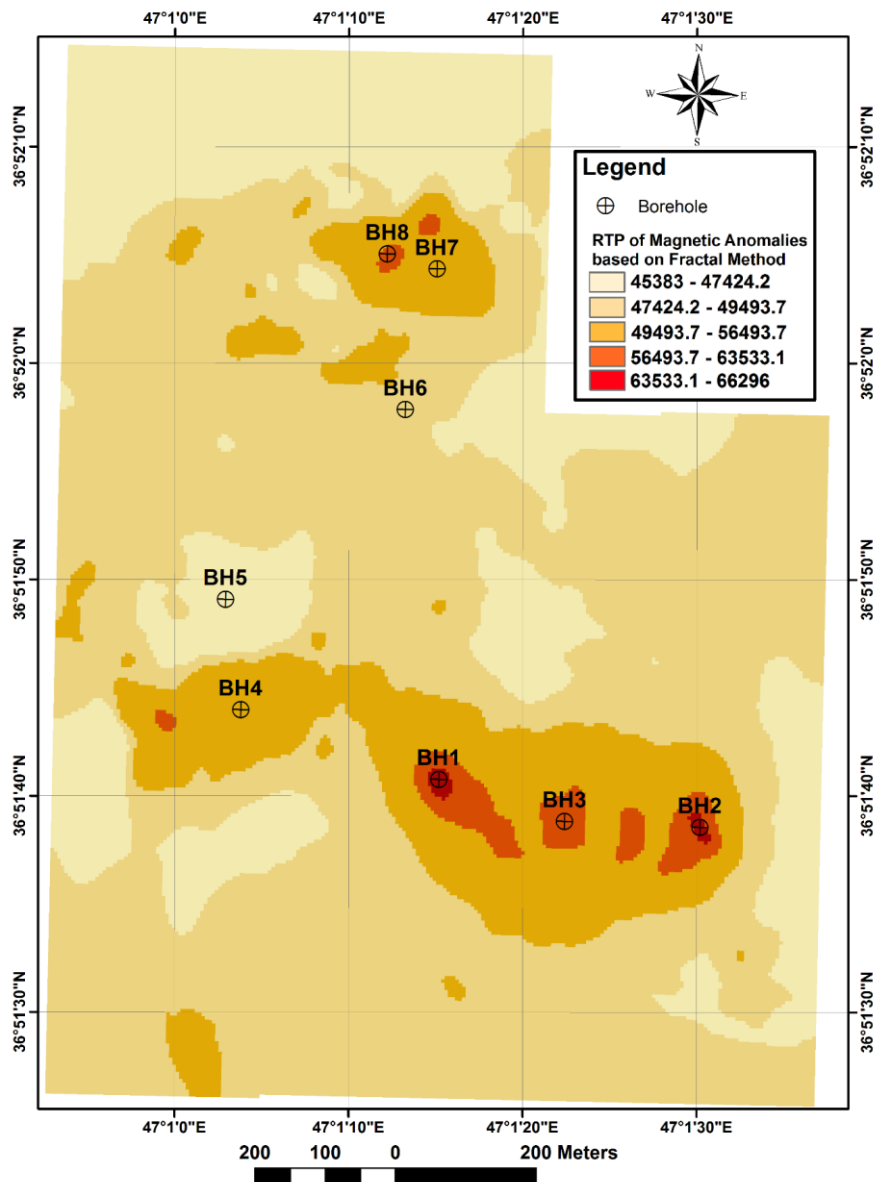 47°1'0"E 47°1'10"E 47°1'20"E 47°1'30"E
N
W E
S
36°52'10"N 36°52'10"N
Legend
Borehole
RTP of Magnetic Anomalies
based on Fractal Method
45383 - 47424.2
47424.2 - 49493.7
49493.7 - 56493.7
56493.7 - 63533.1
63533.1 - 66296
BH8
BH7
36°52'0"N 36°52'0"N
BH6
36°51'50"N 36°51'50"N
BH5
BH4
BH1
36°51'40"N 36°51'40"N
BH3
BH2
36°51'30"N 36°51'30"N
47°1'0"E 47°1'10"E 47°1'20"E 47°1'30"E
200 100 0 200 Meters